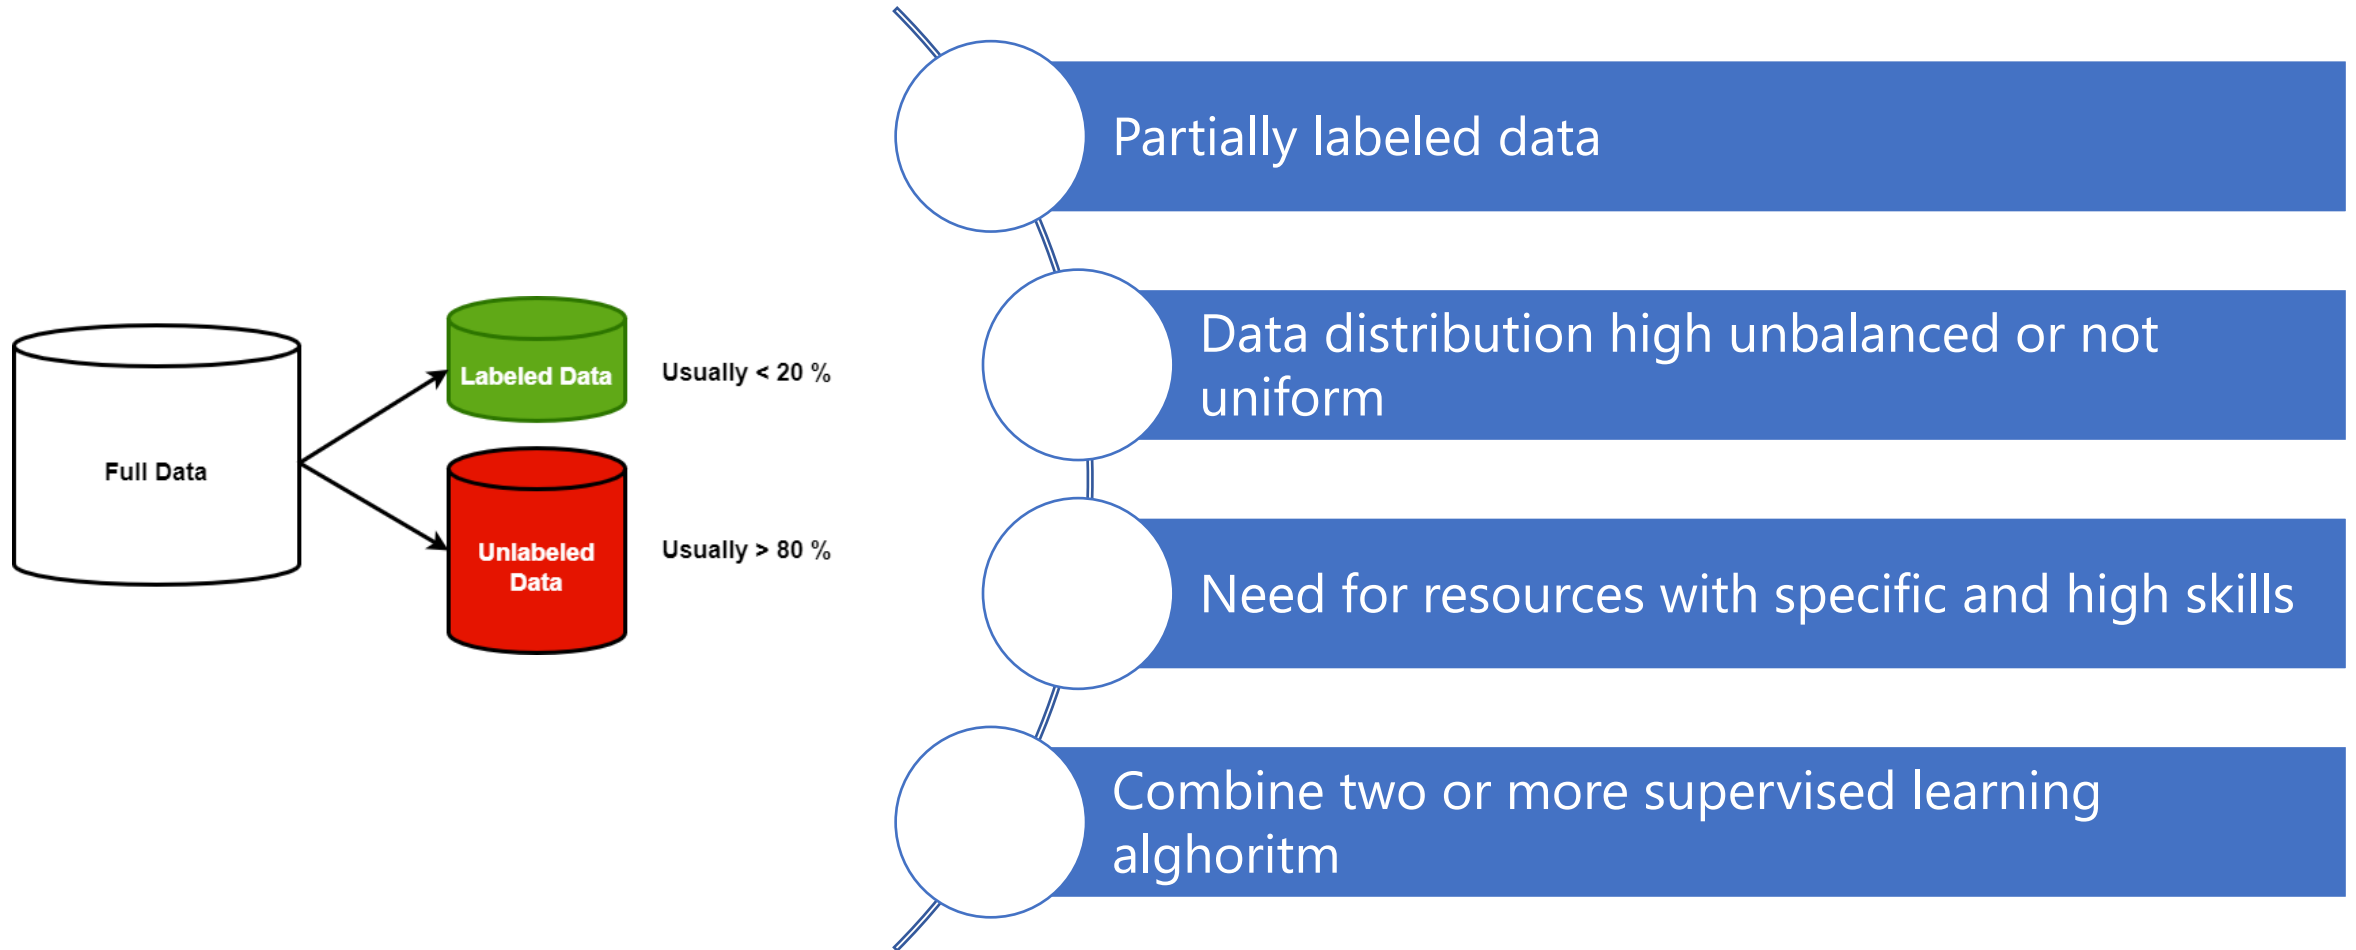 Full Data
Labeled Data
Usually < 20 %
Unlabeled
Data
Usually > 80 %
Partially labeled data
Data distribution high unbalanced or not
uniform
Need for resources with specific and high skills
Combine two or more supervised learning
alghoritm